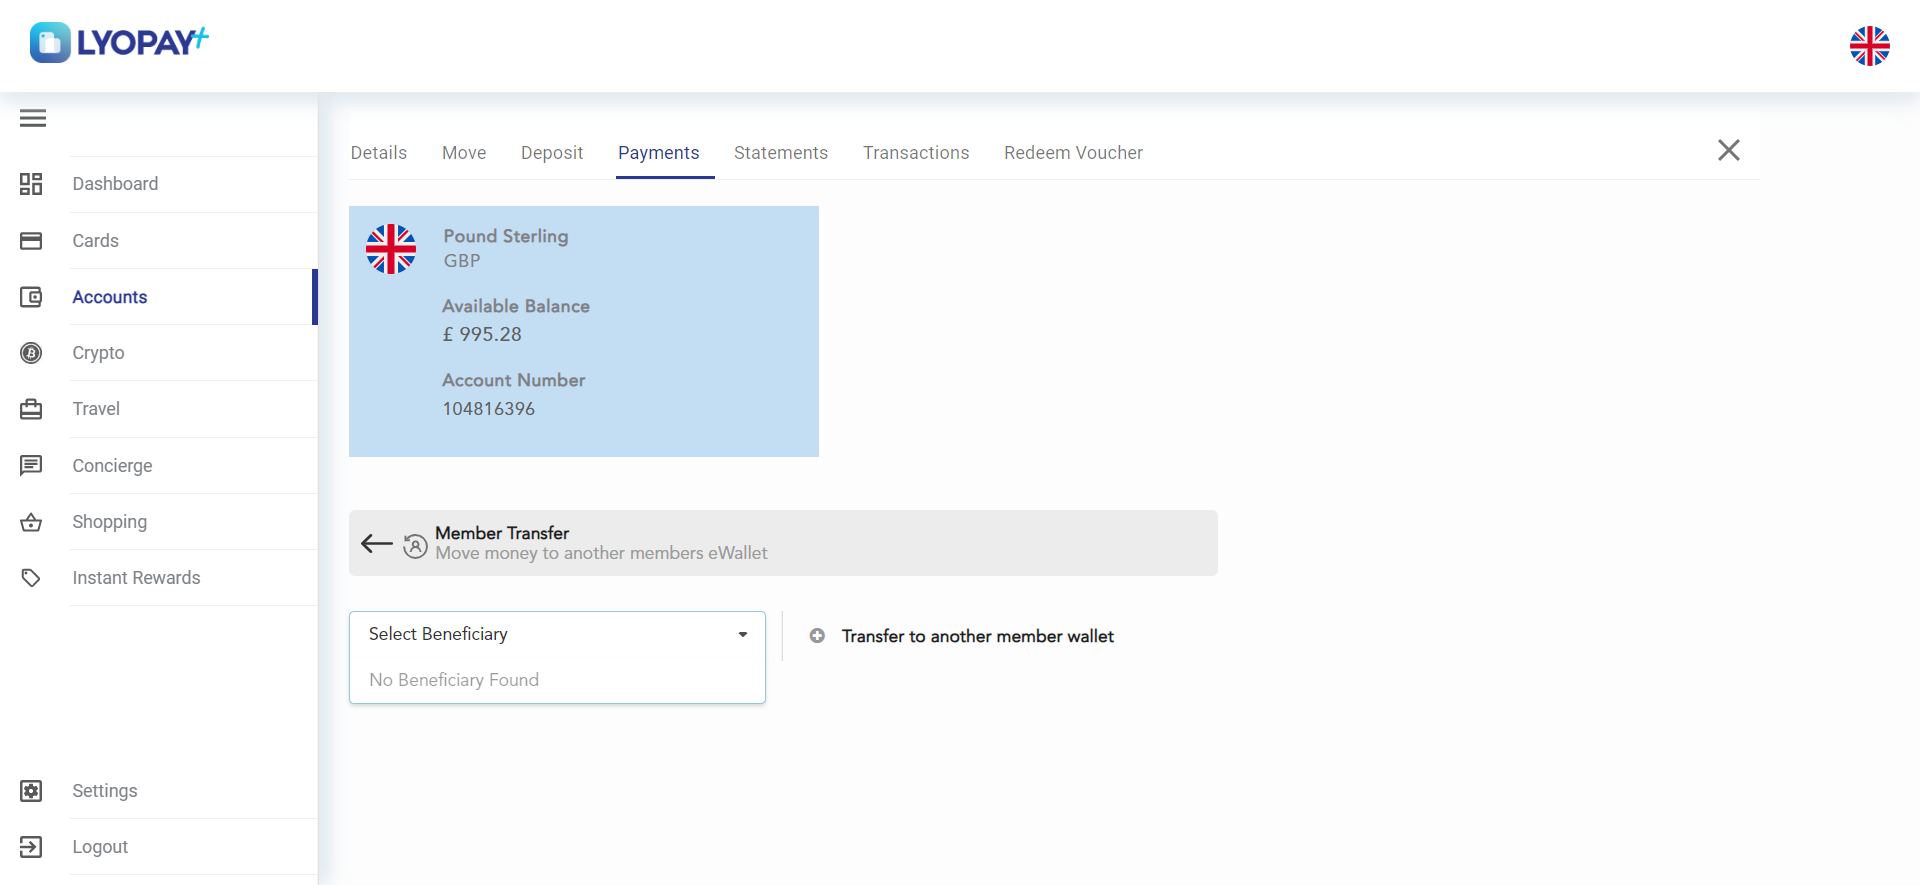 LYOPAY+
Details Move Deposit Payments Statements Transactions Redeem Voucher
Dashboard
Cards
Accounts
Crypto
Travel
Concierge
Shopping
Instant Rewards
Settings
Logout
Pound Sterling
GBP
Available Balance
£ 995.28
Account Number
104816396
Member Transfer
Move money to another members eWallet
Select Beneficiary
No Beneficiary Found
Transfer to another member wallet